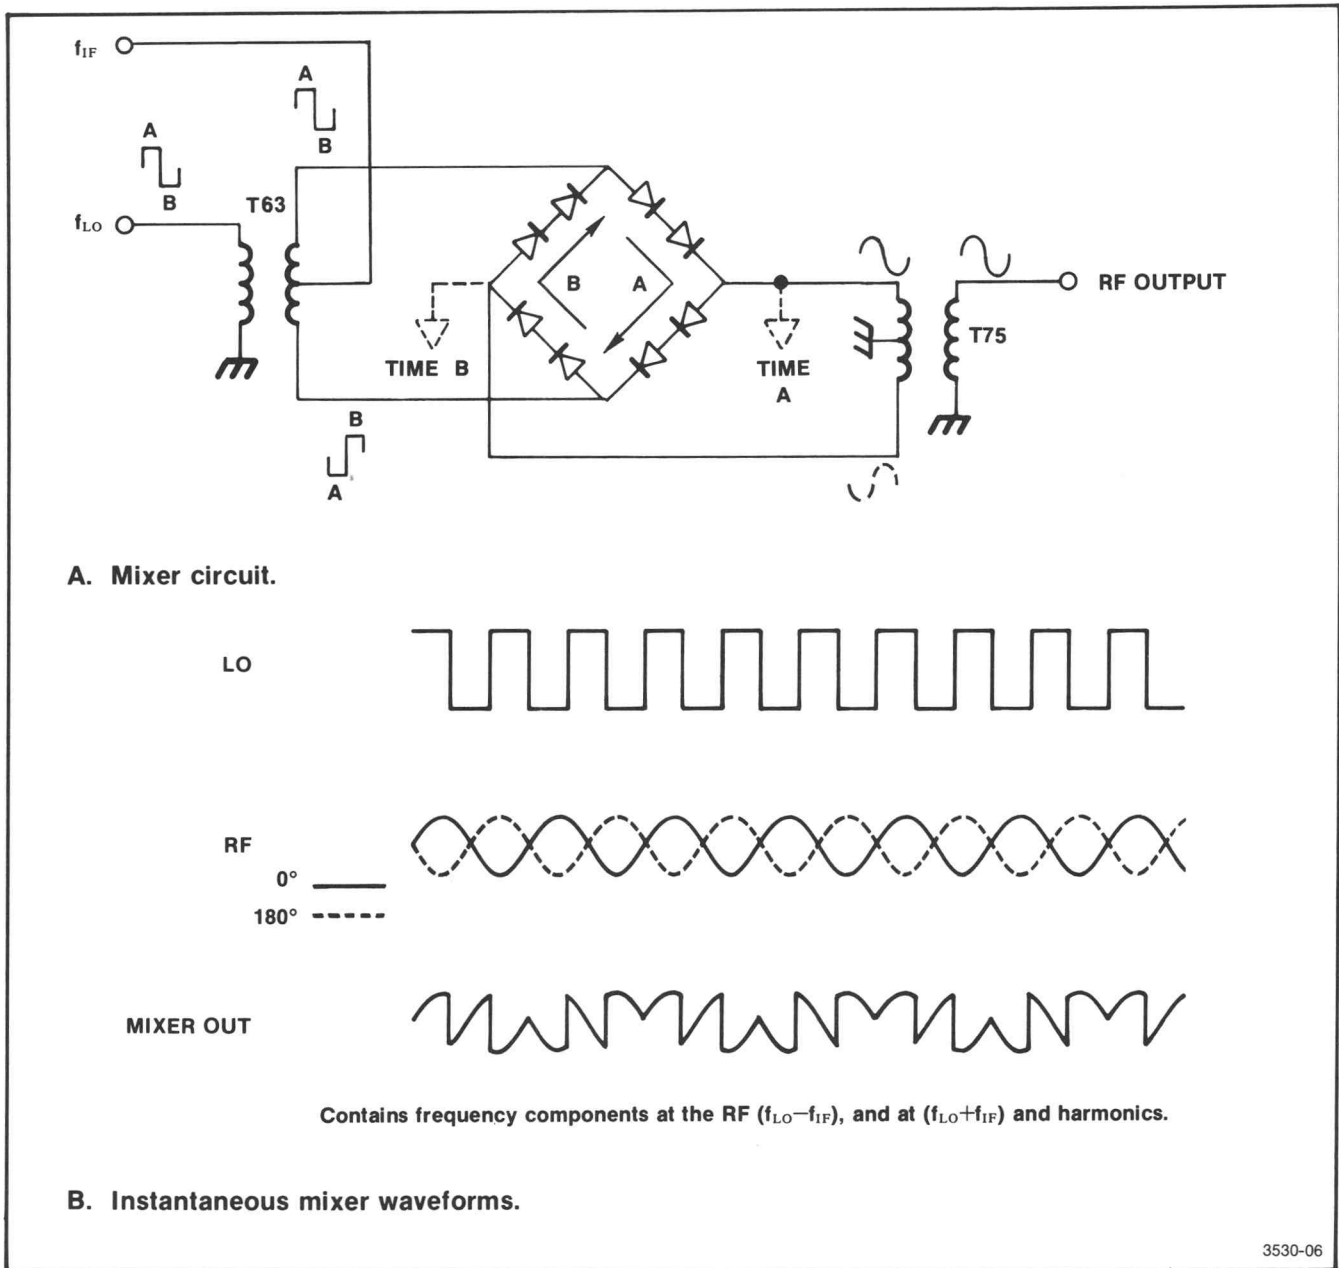 fIF
A
B
A
B
fLO
T63
B
A
TIME B
TIME
A
RF OUTPUT
T75
B
A
A. Mixer circuit.
LO
RF
0°
180°
MIXER OUT
Contains frequency components at the RF (fLO−fIF), and at (fLO+fIF) and harmonics.
B. Instantaneous mixer waveforms.
3530-06